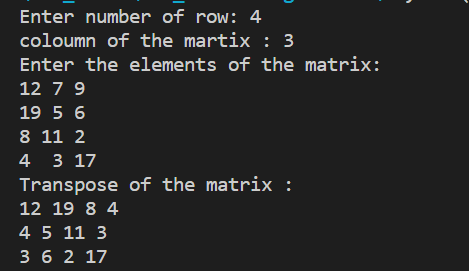 Enter number of row: 4
coloumn of the martix : 3
Enter the elements of the matrix:
12 7 9
19 5 6
8 11 2
4  3 17
Transpose of the matrix :
12 19 8 4
4 5 11 3
3 6 2 17